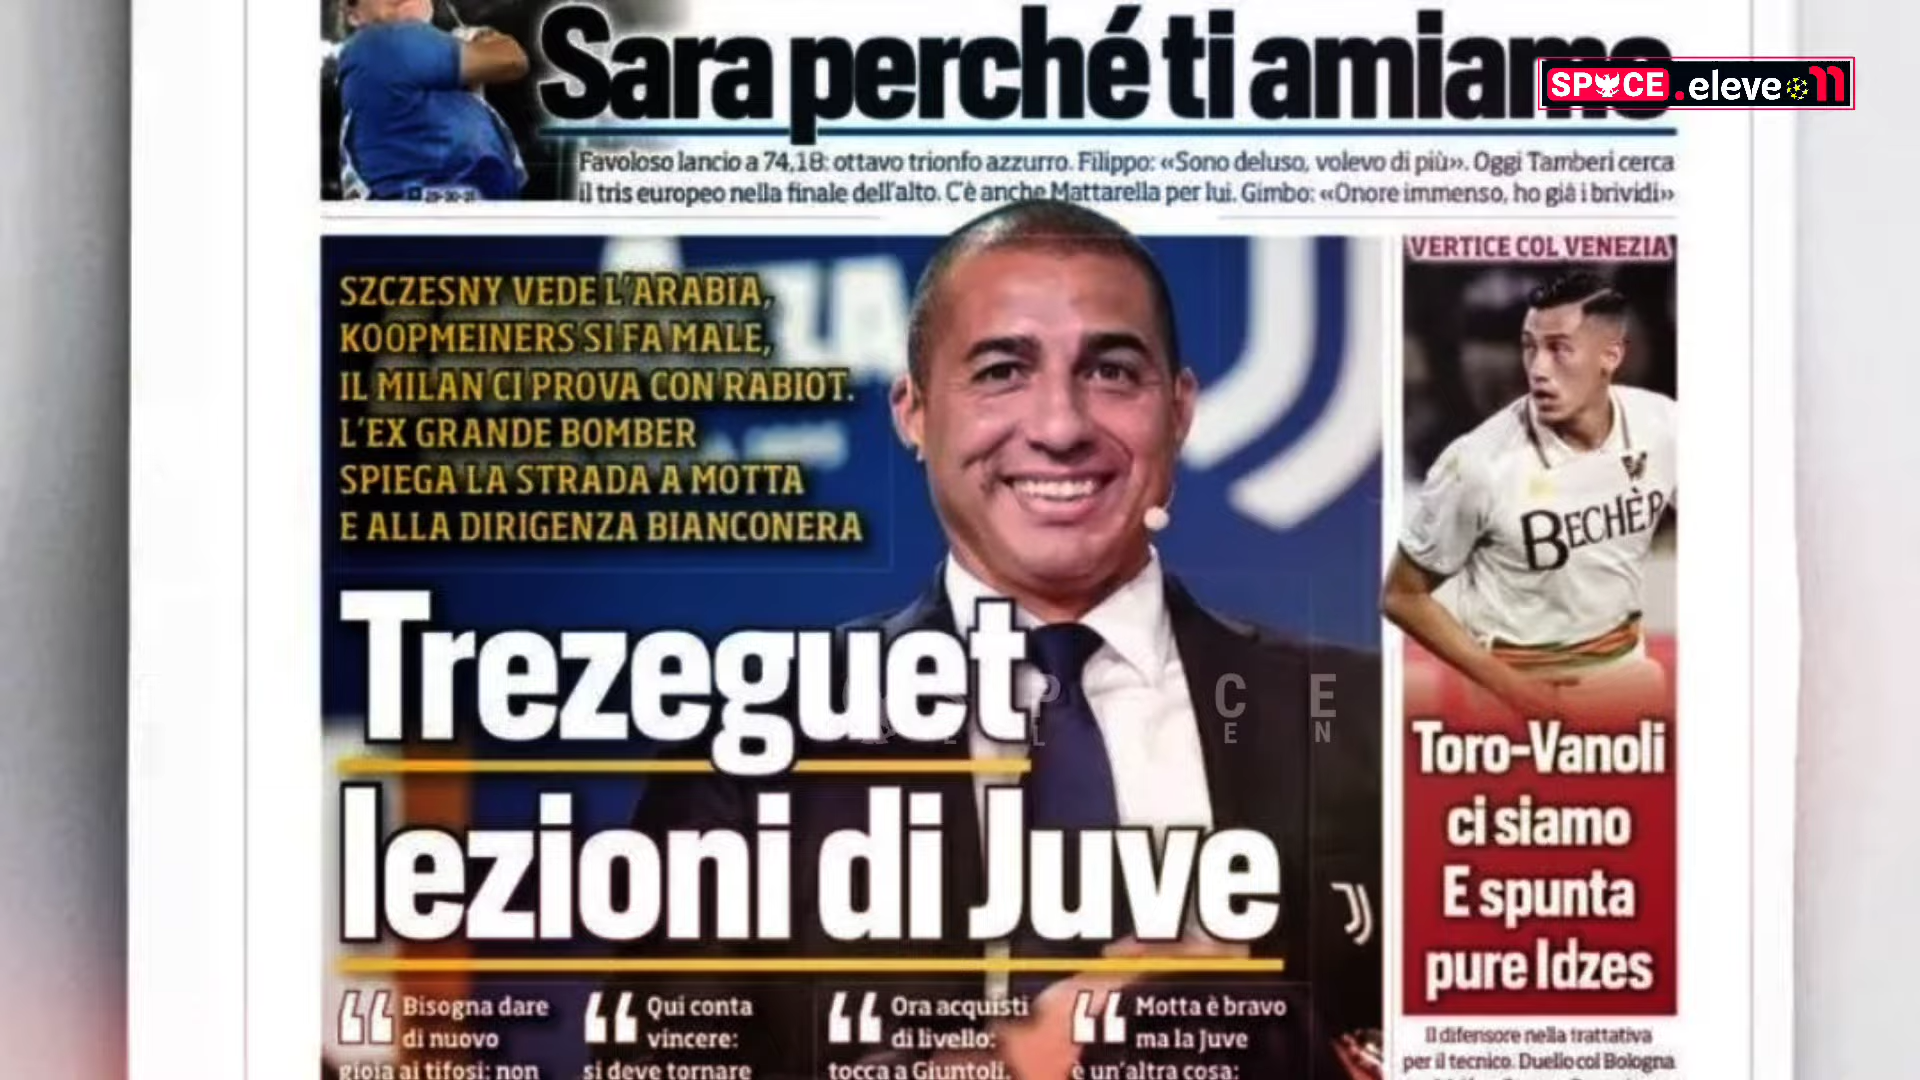 Sara perché ti amiamo
SPACE.eleven11
Favoloso lancio a 74,18: ottavo trionfo azzurro. Filippo: «Sono deluso, volevo di più». Oggi Tamberi cerca
il tris europeo nella finale dell'alto. C'è anche Mattarella per lui. Gimbo: «Onore immenso, ho già i brividi»
SZCZESNY VEDE L'ARABIA,
KOOPMEINERS SI FA MALE,
IL MILAN CI PROVA CON RABIOT.
L'EX GRANDE BOMBER
SPIEGA LA STRADA A MOTTA
E ALLA DIRIGENZA BIANCONERA
Trezeguet
lezioni di Juve
“ Bisogna dare
di nuovo
gioia ai tifosi: non
“ Qui conta
vincere:
si deve tornare
“ Ora acquisti
di livello:
tocca a Giuntoli.
“ Motta è bravo
ma la Juve
è un'altra cosa:
VERTICE COL VENEZIA
BECHÈR
Toro-Vanoli
ci siamo
E spunta
pure Idzes
Il difensore nella trattativa
per il tecnico. Duello col Bologna